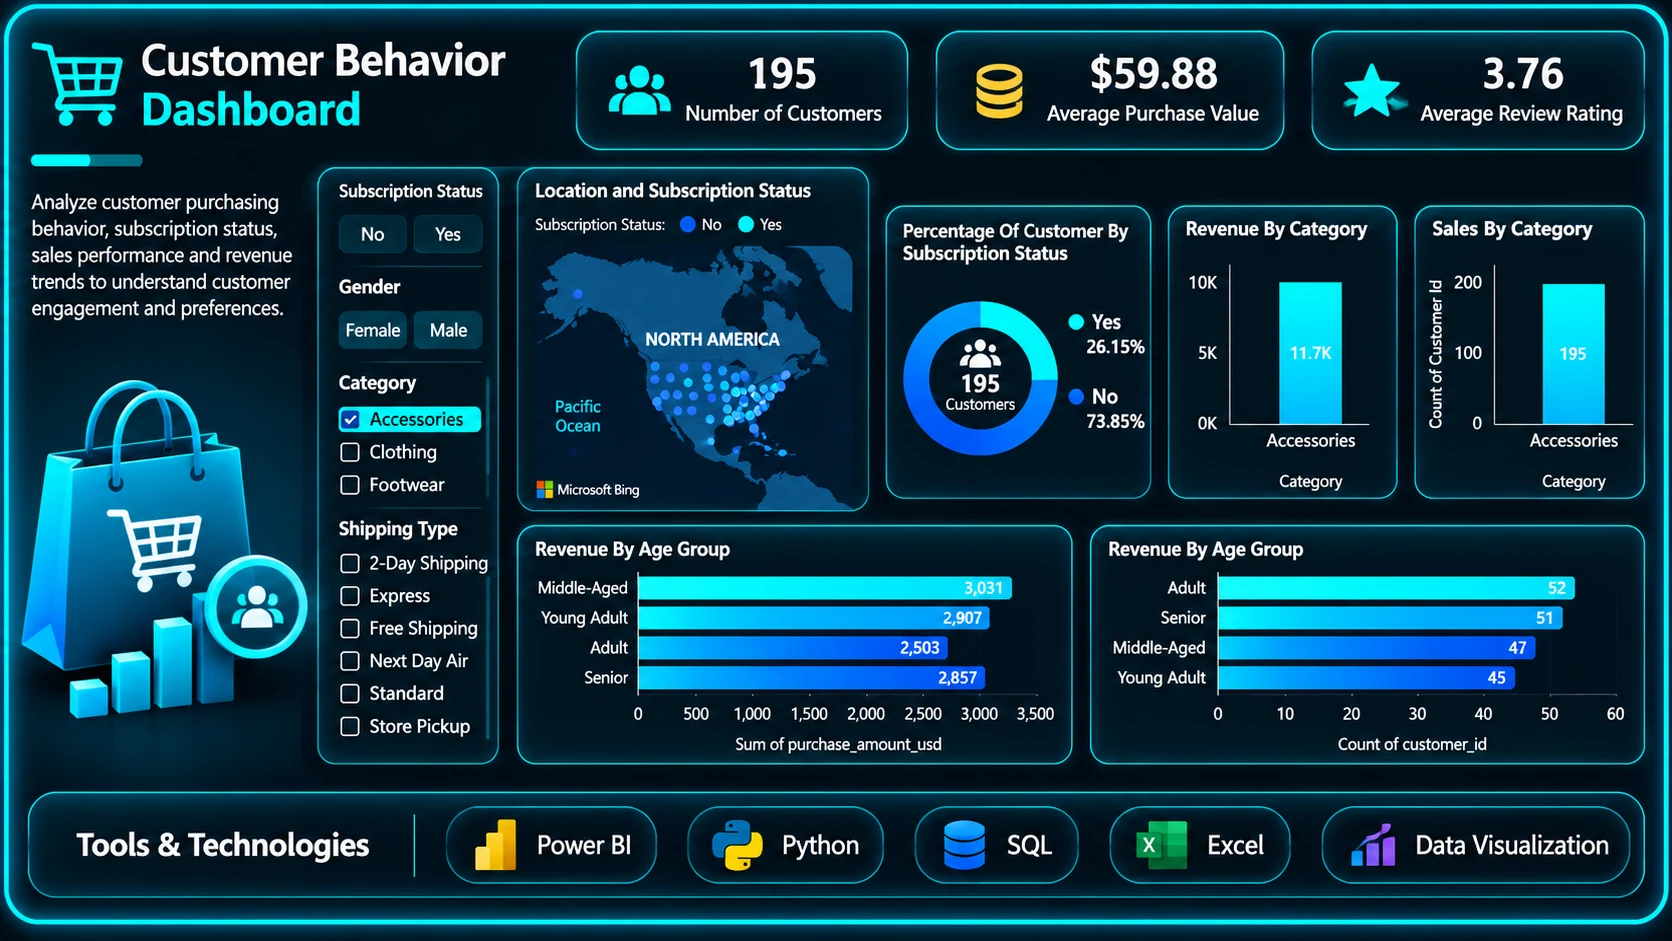 Customer Behavior
Dashboard
195
Number of Customers
$59.88
Average Purchase Value
3.76
Average Review Rating
Analyze customer purchasing
behavior, subscription status,
sales performance and revenue
trends to understand customer
engagement and preferences.
Subscription Status
No
Yes
Gender
Female
Male
Category
Accessories
Clothing
Footwear
Shipping Type
2-Day Shipping
Express
Free Shipping
Next Day Air
Standard
Store Pickup
Location and Subscription Status
Subscription Status: No Yes
NORTH AMERICA
Pacific
Ocean
Microsoft Bing
Percentage Of Customer By
Subscription Status
195
Customers
Yes
26.15%
No
73.85%
Revenue By Category
10K
5K
0K
11.7K
Accessories
Category
Sales By Category
Count of Customer Id
200
100
0
195
Accessories
Category
Revenue By Age Group
Middle-Aged 3,031
Young Adult 2,907
Adult 2,503
Senior 2,857
0 500 1,000 1,500 2,000 2,500 3,000 3,500
Sum of purchase_amount_usd
Revenue By Age Group
Adult 52
Senior 51
Middle-Aged 47
Young Adult 45
0 10 20 30 40 50 60
Count of customer_id
Tools & Technologies
Power BI
Python
SQL
X
Excel
Data Visualization